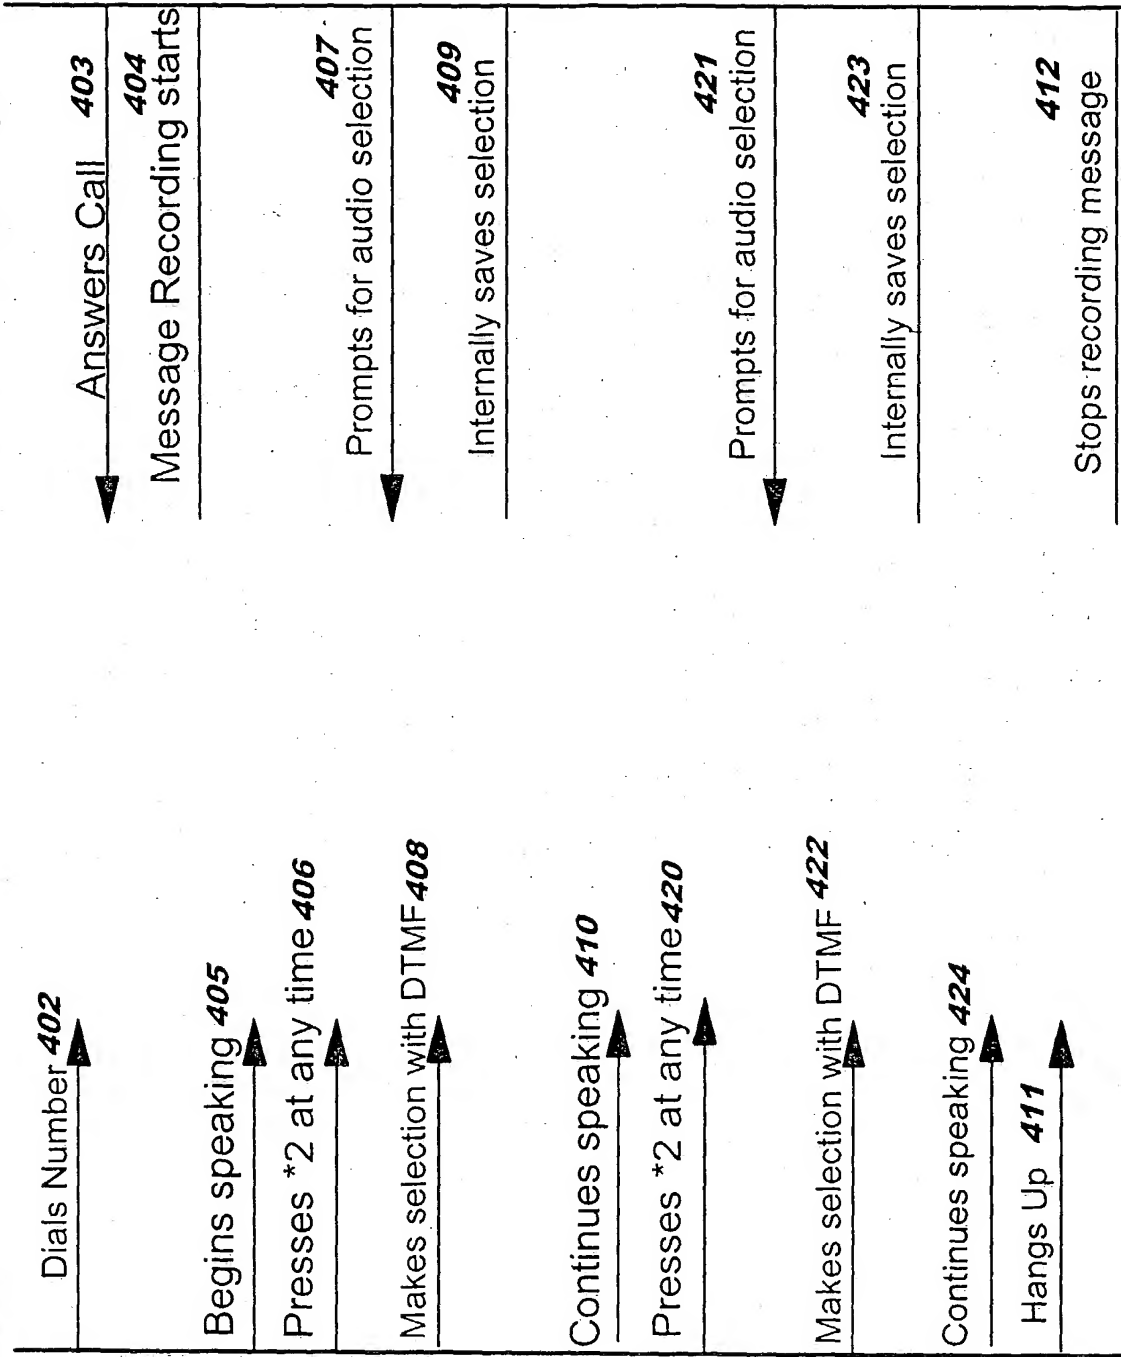 Dials Number 402
Answers Call 403
Message Recording starts 404
Begins speaking 405
Presses *2 at any time 406
Prompts for audio selection 407
Makes selection with DTMF 408
Internally saves selection 409
Continues speaking 410
Presses *2 at any time 420
Prompts for audio selection 421
Makes selection with DTMF 422
Internally saves selection 423
Continues speaking 424
Hangs Up 411
Stops recording message 412